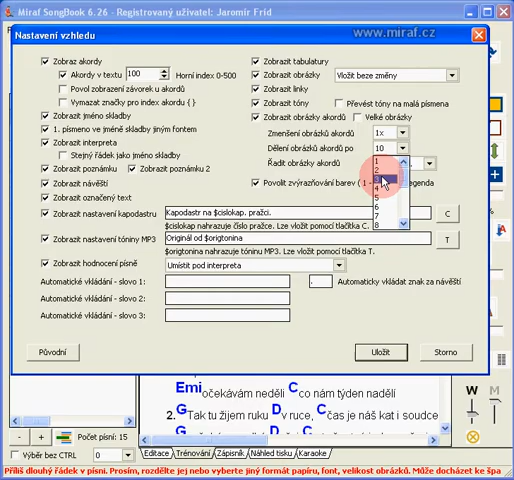 Miraf SongBook 6.26 - Registrovaný uživatel: Jaromír Fríd
Nastavení vzhledu
www.miraf.cz
Zobraz akordy
Akordy v textu 100 Horní index 0-500
Povolit zobrazení závorek u akordů
Vymazat značky pro index akordu { }
Zobrazit jméno skladby
1. písmeno ve jméně skladby jiným fontem
Zobrazit interpreta
Stejný řádek jako jméno skladby
Zobrazit poznámku Zobrazit poznámku 2
Zobrazit návěští
Zobrazit označený text
Zobrazit tabulatury
Zobrazit obrázky Vložit beze změny
Zobrazit linky
Zobrazit tóny Převést tóny na malá písmena
Zobrazit obrázky akordů Velké obrázky
Zmenšení obrázků akordů 1x
Dělení obrázků akordů po 10
Řadit obrázky akordů
1
2
3
4
5
6
7
8
Povolit zvýrazňování barev (1 - legenda
Zobrazit nastavení kapodastru Kapodastr na $cislokap. pražci. C
$cislokap nahrazuje číslo pražce. Lze vložit pomocí tlačítka C.
Zobrazit nastavení tóniny MP3 Originál od $origtonina T
$origtonina nahrazuje tóninu MP3. Lze vložit pomocí tlačítka T.
Zobrazit hodnocení písně Umístit pod interpreta
Automatické vkládání - slovo 1: . Automaticky vkládat znak za návěští
Automatické vkládání - slovo 2:
Automatické vkládání - slovo 3:
Původní Uložit Storno
Emi očekávám neděli C co nám týden nadělí
2. G Tak tu žijem ruku D v ruce, C čas je náš kat i soudce
W M
- + Počet písní: 15
Výběr bez CTRL 0
Editace Trénování Zápisník Náhled tisku Karaoke
Příliš dlouhý řádek v písni. Prosím, rozdělte jej nebo vyberte jiný formát papíru, font, velikost obrázků. Může docházet ke špa